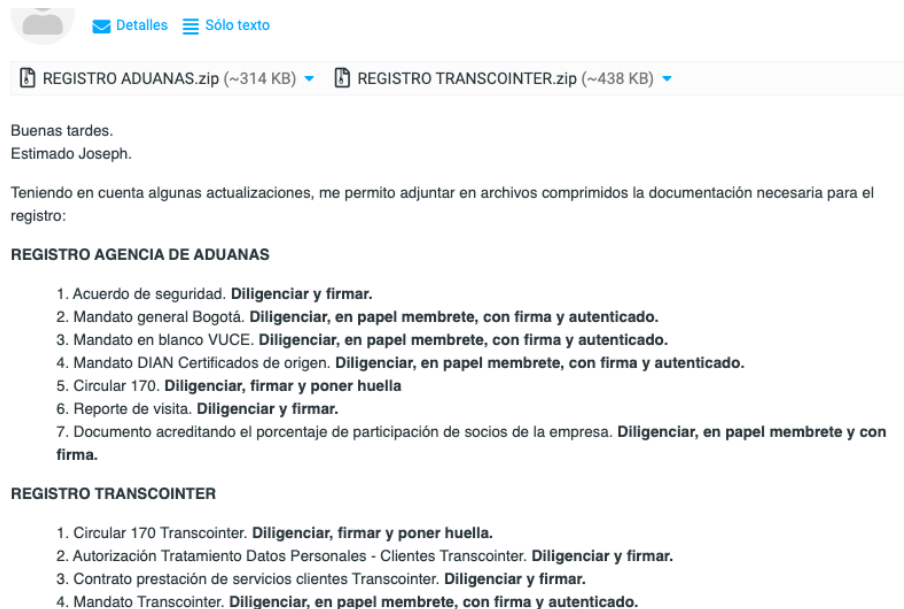 Detalles Sólo texto
REGISTRO ADUANAS.zip (~314 KB) REGISTRO TRANSCOINTER.zip (~438 KB)
Buenas tardes.
Estimado Joseph.
Teniendo en cuenta algunas actualizaciones, me permito adjuntar en archivos comprimidos la documentación necesaria para el
registro:
REGISTRO AGENCIA DE ADUANAS
1. Acuerdo de seguridad. Diligenciar y firmar.
2. Mandato general Bogotá. Diligenciar, en papel membrete, con firma y autenticado.
3. Mandato en blanco VUCE. Diligenciar, en papel membrete, con firma y autenticado.
4. Mandato DIAN Certificados de origen. Diligenciar, en papel membrete, con firma y autenticado.
5. Circular 170. Diligenciar, firmar y poner huella
6. Reporte de visita. Diligenciar y firmar.
7. Documento acreditando el porcentaje de participación de socios de la empresa. Diligenciar, en papel membrete y con
firma.
REGISTRO TRANSCOINTER
1. Circular 170 Transcointer. Diligenciar, firmar y poner huella.
2. Autorización Tratamiento Datos Personales - Clientes Transcointer. Diligenciar y firmar.
3. Contrato prestación de servicios clientes Transcointer. Diligenciar y firmar.
4. Mandato Transcointer. Diligenciar, en papel membrete, con firma y autenticado.